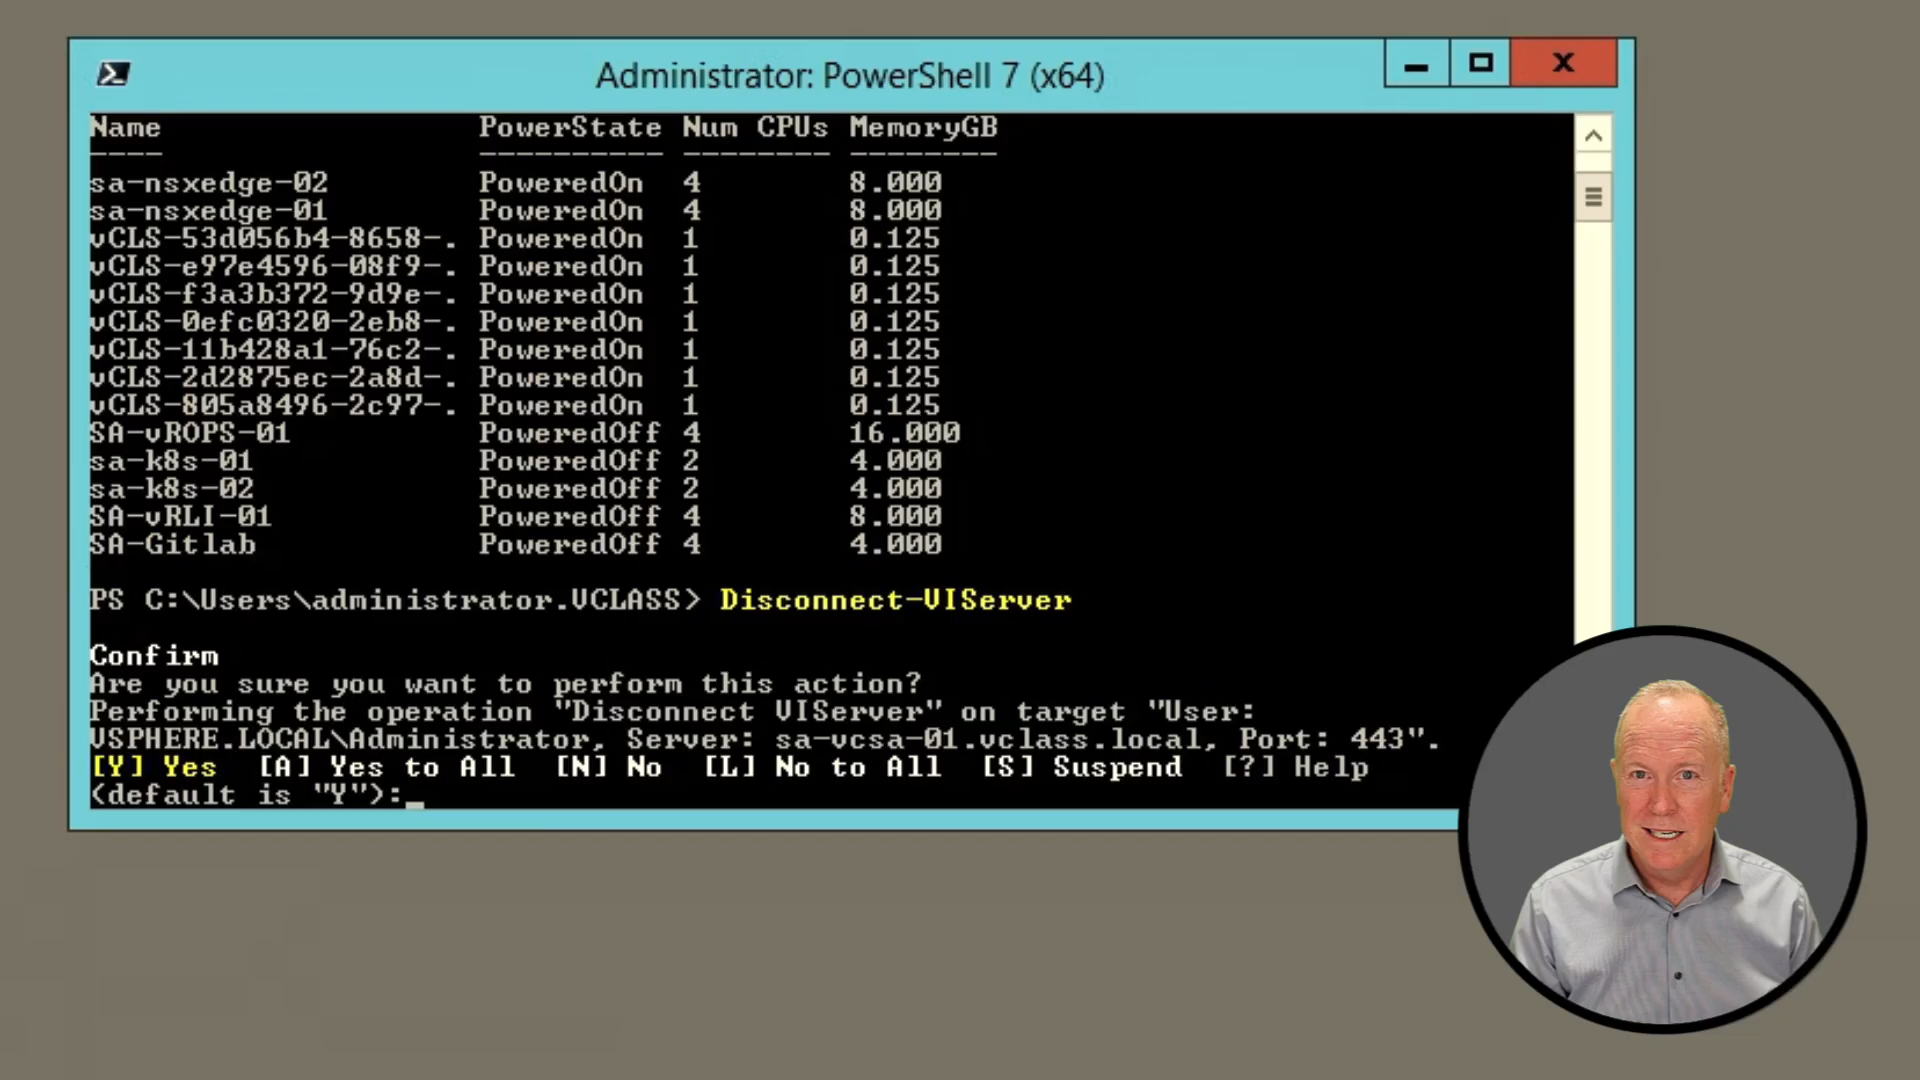 Administrator: PowerShell 7 (x64)
Name PowerState Num CPUs MemoryGB
---- ---------- -------- --------
sa-nsxedge-02 PoweredOn 4 8.000
sa-nsxedge-01 PoweredOn 4 8.000
vCLS-53d056b4-8658-. PoweredOn 1 0.125
vCLS-e97e4596-08f9-. PoweredOn 1 0.125
vCLS-f3a3b372-9d9e-. PoweredOn 1 0.125
vCLS-0efc0320-2eb8-. PoweredOn 1 0.125
vCLS-11b428a1-76c2-. PoweredOn 1 0.125
vCLS-2d2875ec-2a8d-. PoweredOn 1 0.125
vCLS-805a8496-2c97-. PoweredOn 1 0.125
SA-vROPS-01 PoweredOff 4 16.000
sa-k8s-01 PoweredOff 2 4.000
sa-k8s-02 PoweredOff 2 4.000
SA-vRLI-01 PoweredOff 4 8.000
SA-Gitlab PoweredOff 4 4.000
PS C:\Users\administrator.VCLASS> Disconnect-VIServer
Confirm
Are you sure you want to perform this action?
Performing the operation "Disconnect VIServer" on target "User:
VSPHERE.LOCAL\Administrator, Server: sa-vcsa-01.vclass.local, Port: 443".
[Y] Yes [A] Yes to All [N] No [L] No to All [S] Suspend [?] Help
(default is "Y"):_